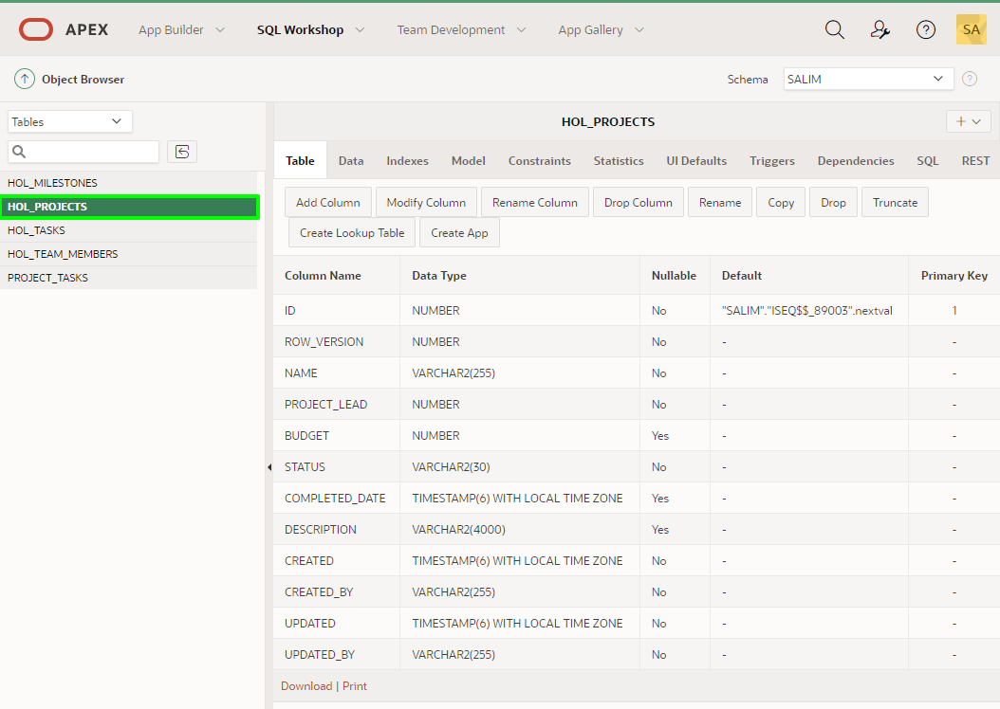 APEX App Builder SQL Workshop Team Development App Gallery SA
Object Browser Schema SALIM
Tables
HOL_MILESTONES
HOL_PROJECTS
HOL_TASKS
HOL_TEAM_MEMBERS
PROJECT_TASKS
HOL_PROJECTS
Table Data Indexes Model Constraints Statistics UI Defaults Triggers Dependencies SQL REST
Add Column Modify Column Rename Column Drop Column Rename Copy Drop Truncate
Create Lookup Table Create App
Column Name Data Type Nullable Default Primary Key
ID NUMBER No "SALIM"."ISEQ$$_89003".nextval 1
ROW_VERSION NUMBER No - -
NAME VARCHAR2(255) No - -
PROJECT_LEAD NUMBER No - -
BUDGET NUMBER Yes - -
STATUS VARCHAR2(30) No - -
COMPLETED_DATE TIMESTAMP(6) WITH LOCAL TIME ZONE Yes - -
DESCRIPTION VARCHAR2(4000) Yes - -
CREATED TIMESTAMP(6) WITH LOCAL TIME ZONE No - -
CREATED_BY VARCHAR2(255) No - -
UPDATED TIMESTAMP(6) WITH LOCAL TIME ZONE No - -
UPDATED_BY VARCHAR2(255) No - -
Download | Print